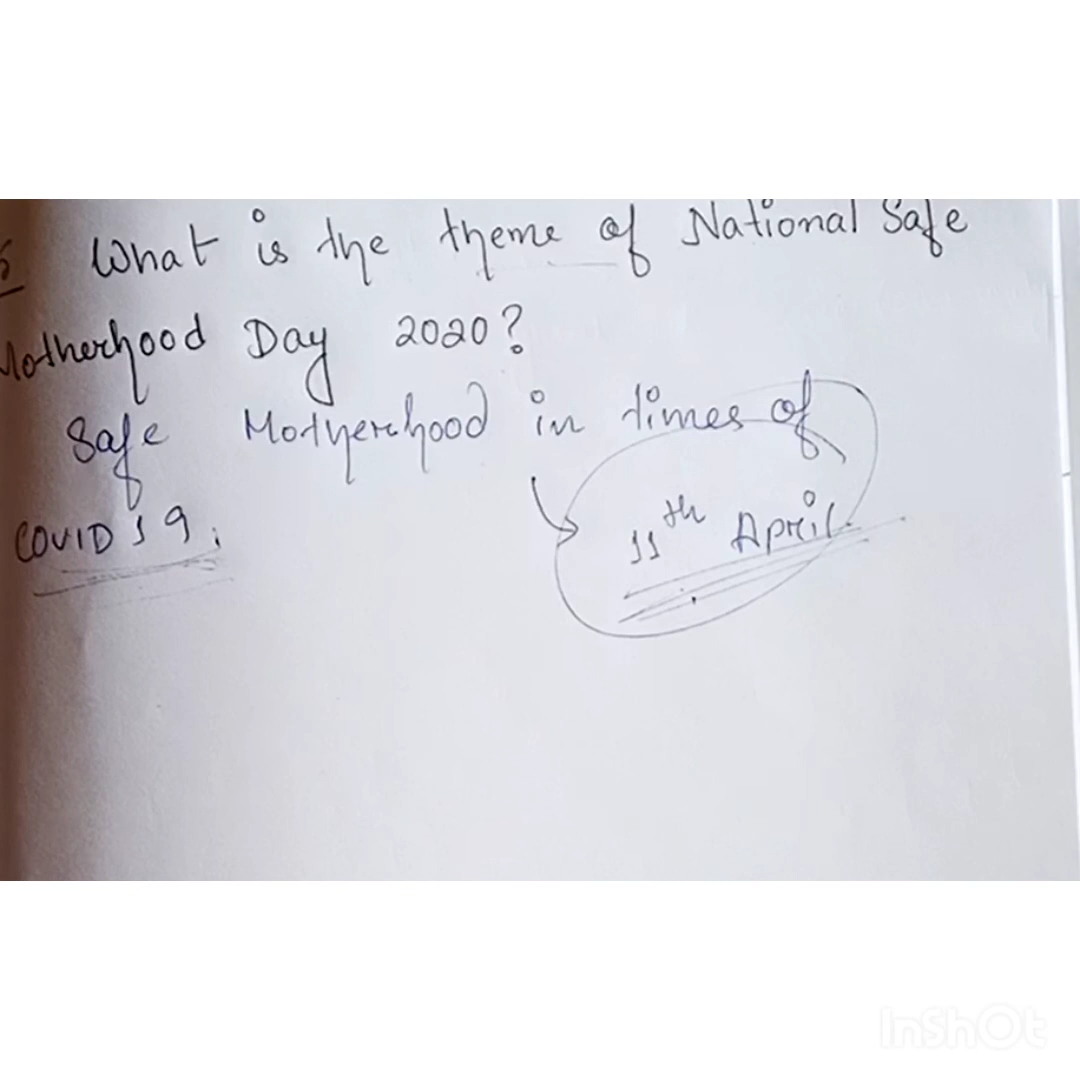 What is the theme of National Safe
Motherhood Day 2020?
Safe Motherhood in times of
COVID 19.
11th April.
InShOt